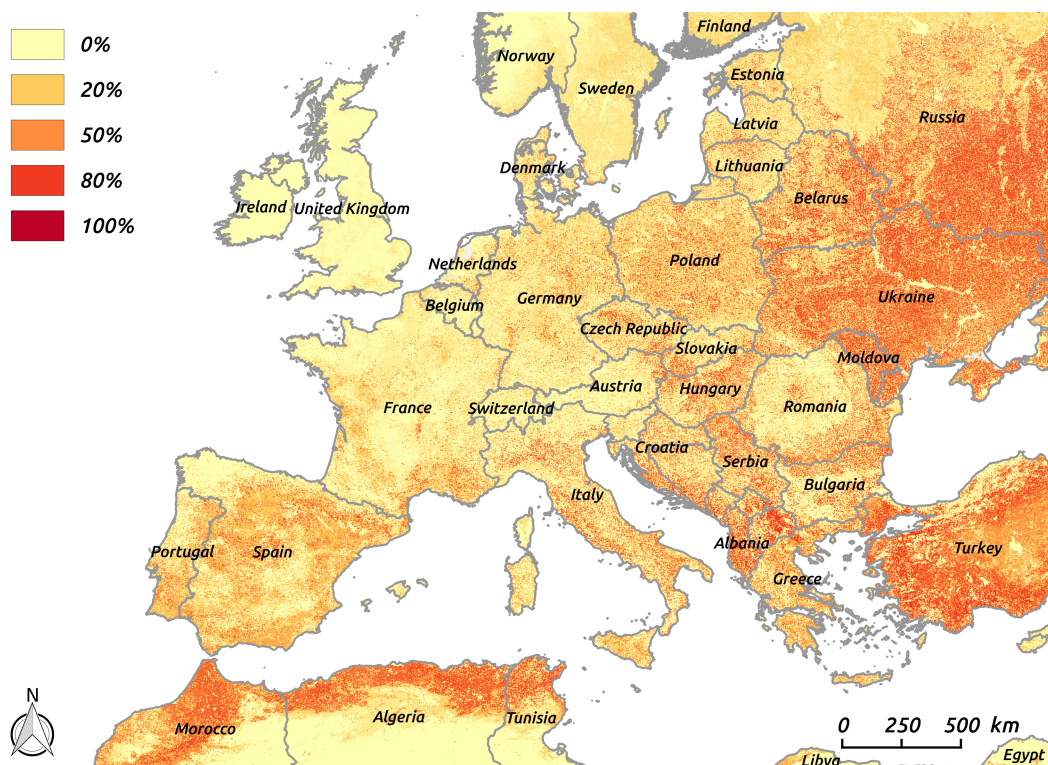 0%
20%
50%
80%
100%
Finland
Norway
Estonia
Sweden
Russia
Latvia
Denmark
Lithuania
Belarus
Ireland
United Kingdom
Netherlands
Poland
Belgium
Germany
Ukraine
Czech Republic
Slovakia
Moldova
Austria
Hungary
France
Switzerland
Romania
Croatia
Serbia
Bulgaria
Italy
Portugal
Spain
Albania
Turkey
Greece
N
Morocco
Algeria
Tunisia
0 250 500 km
Libya
Egypt